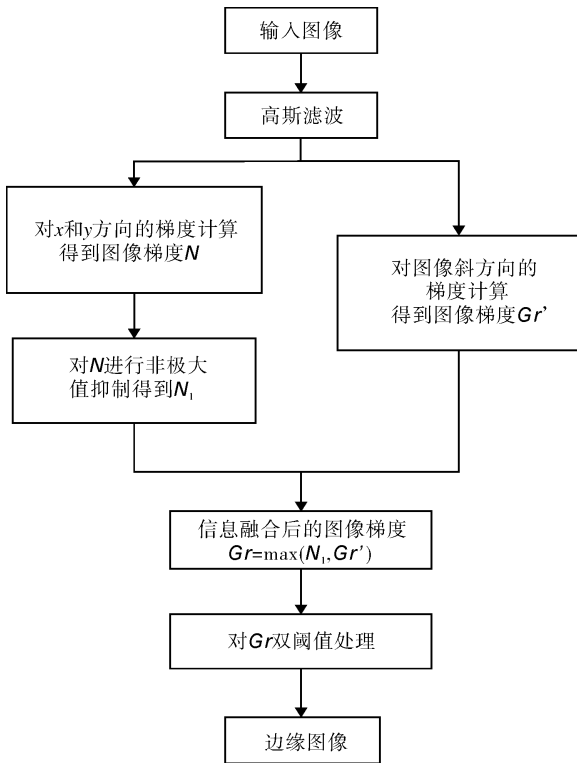 输入图像
高斯滤波
对x和y方向的梯度计算
得到图像梯度N
对图像斜方向的
梯度计算
得到图像梯度Gr’
对N进行非极大
值抑制得到N₁
信息融合后的图像梯度
Gr=max(N₁,Gr’)
对Gr双阈值处理
边缘图像